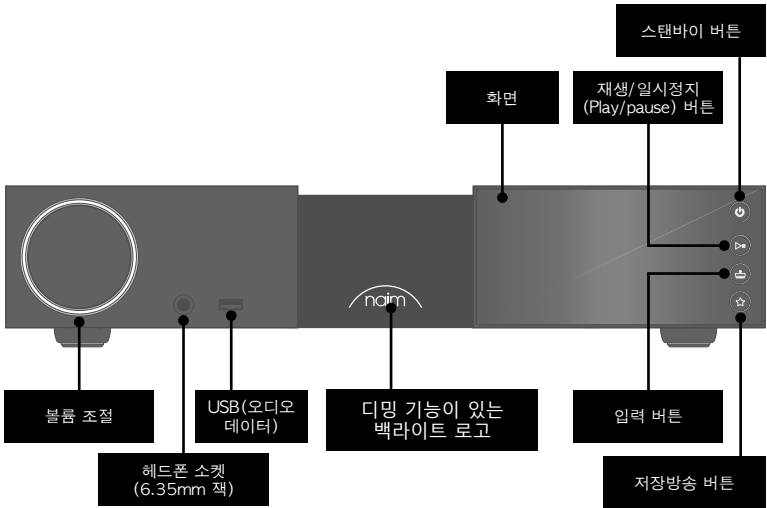 스탠바이 버튼
화면
재생/일시정지
(Play/pause) 버튼
naim
볼륨 조절
USB(오디오
데이터)
디밍 기능이 있는
백라이트 로고
입력 버튼
헤드폰 소켓
(6.35mm 잭)
저장방송 버튼